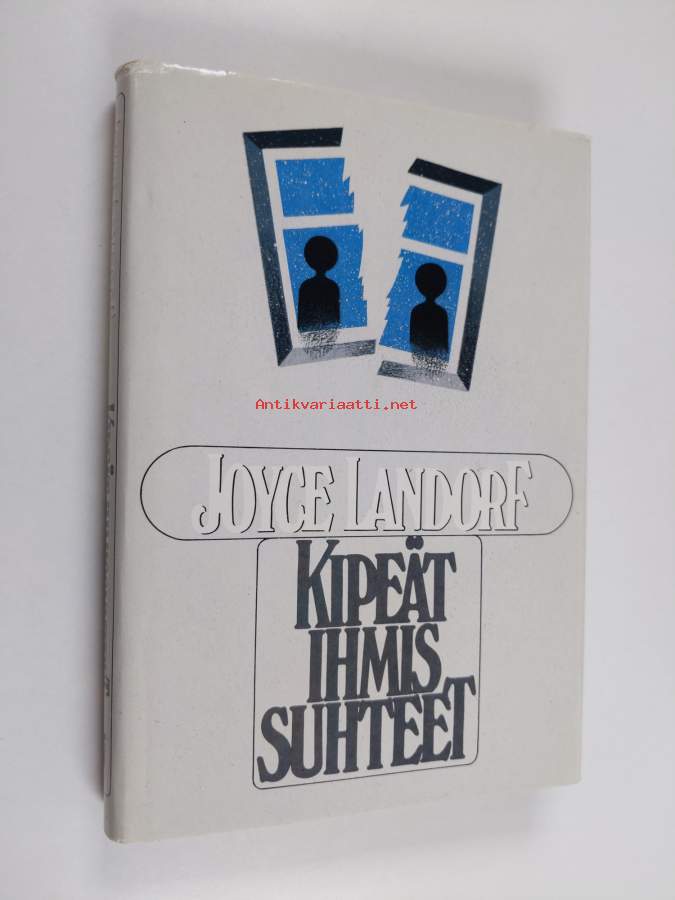 Antikvariaatti.net
JOYCE LANDORF
KIPEÄT
IHMIS
SUHTEET